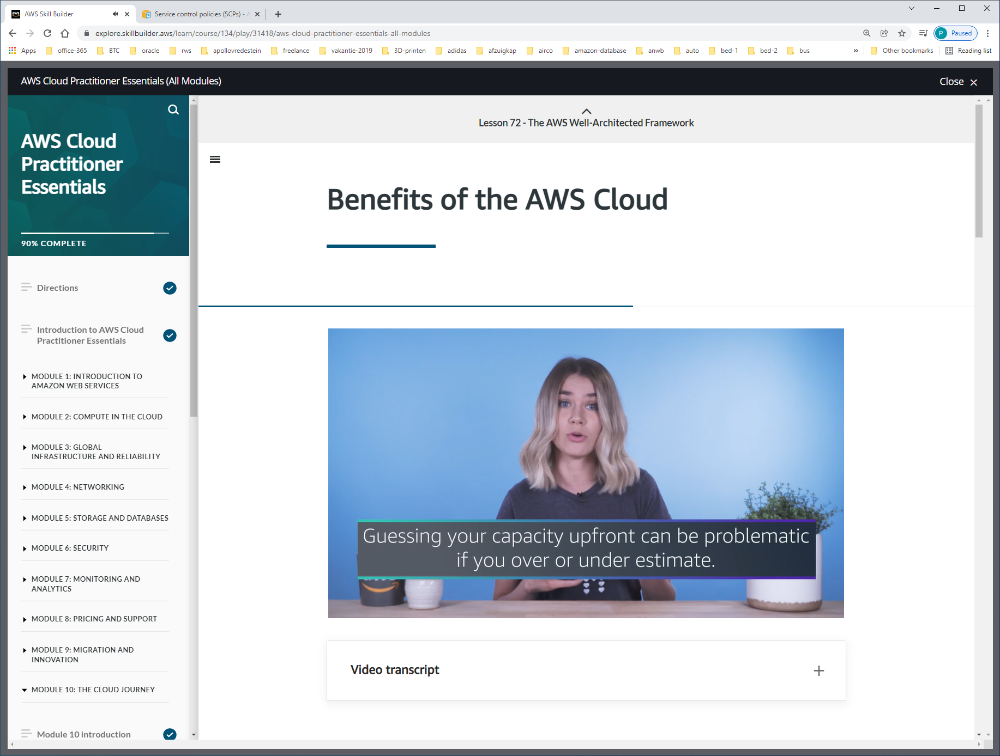 AWS Skill Builder
Service control policies (SCPs) -
explore.skillbuilder.aws/learn/course/134/play/31418/aws-cloud-practitioner-essentials-all-modules
P Paused
Apps office-365 BTC oracle rws apollovredestein freelance vakantie-2019 3D-printen adidas afzuigkap airco amazon-database anwb auto bed-1 bed-2 bus » Other bookmarks Reading list
AWS Cloud Practitioner Essentials (All Modules)
Close
AWS Cloud
Practitioner
Essentials
90% COMPLETE
Directions
Introduction to AWS Cloud
Practitioner Essentials
MODULE 1: INTRODUCTION TO
AMAZON WEB SERVICES
MODULE 2: COMPUTE IN THE CLOUD
MODULE 3: GLOBAL
INFRASTRUCTURE AND RELIABILITY
MODULE 4: NETWORKING
MODULE 5: STORAGE AND DATABASES
MODULE 6: SECURITY
MODULE 7: MONITORING AND
ANALYTICS
MODULE 8: PRICING AND SUPPORT
MODULE 9: MIGRATION AND
INNOVATION
MODULE 10: THE CLOUD JOURNEY
Module 10 introduction
Lesson 72 - The AWS Well-Architected Framework
Benefits of the AWS Cloud
Guessing your capacity upfront can be problematic
if you over or under estimate.
Video transcript